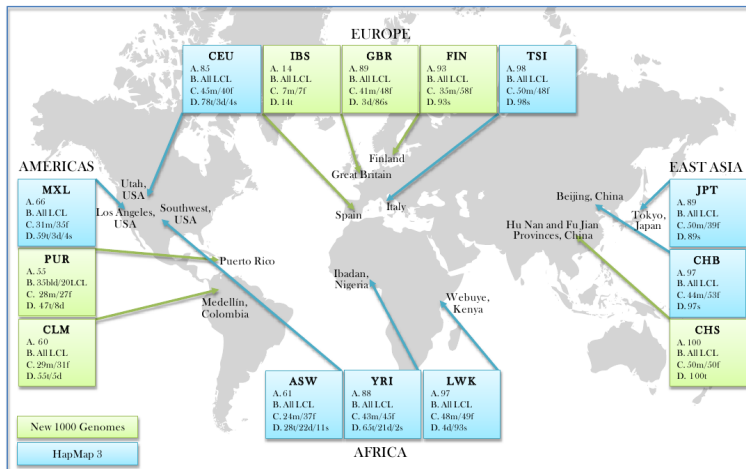 EUROPE
CEU
A. 85
B. All LCL
C. 45m/40f
D. 78t/3d/4s
IBS
A. 14
B. All LCL
C. 7m/7f
D. 14t
GBR
A. 89
B. All LCL
C. 41m/48f
D. 3d/86s
FIN
A. 93
B. All LCL
C. 35m/58f
D. 93s
TSI
A. 98
B. All LCL
C. 50m/48f
D. 98s
AMERICAS
MXL
A. 66
B. All LCL
C. 31m/35f
D. 59t/3d/4s
PUR
A. 55
B. 35bld/20LCL
C. 28m/27f
D. 47t/8d
CLM
A. 60
B. All LCL
C. 29m/31f
D. 55t/5d
Utah,
USA
Los Angeles,
USA
Southwest,
USA
Puerto Rico
Medellín,
Colombia
Finland
Great Britain
Spain
Italy
Ibadan,
Nigeria
Webuye,
Kenya
Beijing, China
Tokyo,
Japan
Hu Nan and Fu Jian
Provinces, China
EAST ASIA
JPT
A. 89
B. All LCL
C. 50m/39f
D. 89s
CHB
A. 97
B. All LCL
C. 44m/53f
D. 97s
CHS
A. 100
B. All LCL
C. 50m/50f
D. 100t
ASW
A. 61
B. All LCL
C. 24m/37f
D. 28t/22d/11s
YRI
A. 88
B. All LCL
C. 43m/45f
D. 65t/21d/2s
LWK
A. 97
B. All LCL
C. 48m/49f
D. 4d/93s
AFRICA
New 1000 Genomes
HapMap 3